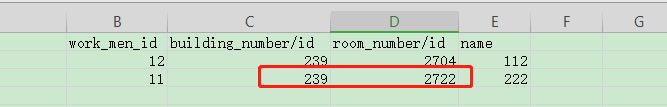 B C D E F G
work_men_id building_number/id room_number/id name
12 239 2704 112
11 239 2722 222